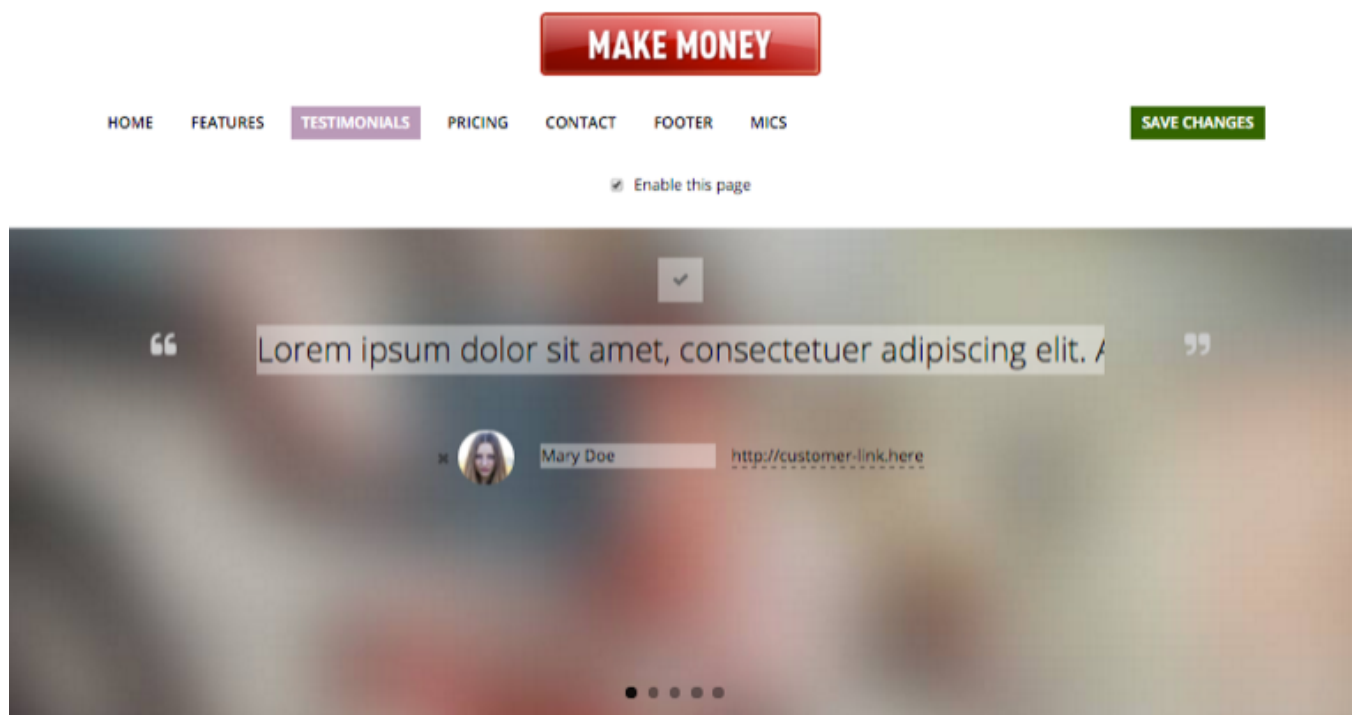 MAKE MONEY
HOME FEATURES TESTIMONIALS PRICING CONTACT FOOTER MICS SAVE CHANGES
Enable this page
“ Lorem ipsum dolor sit amet, consectetuer adipiscing elit. A ”
Mary Doe http://customer-link.here